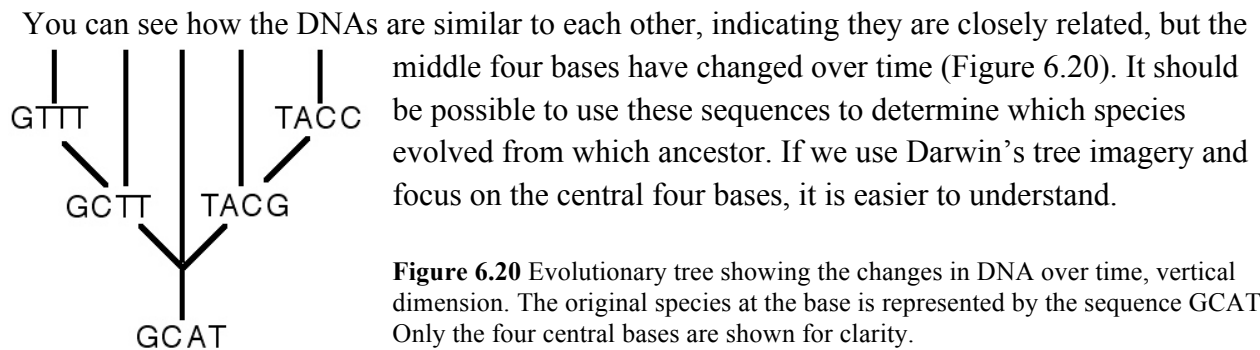 You can see how the DNAs are similar to each other, indicating they are closely related, but the
middle four bases have changed over time (Figure 6.20). It should
be possible to use these sequences to determine which species
evolved from which ancestor. If we use Darwin’s tree imagery and
focus on the central four bases, it is easier to understand.
GTTT TACC
GCTT TACG
GCAT
Figure 6.20 Evolutionary tree showing the changes in DNA over time, vertical
dimension. The original species at the base is represented by the sequence GCAT
Only the four central bases are shown for clarity.